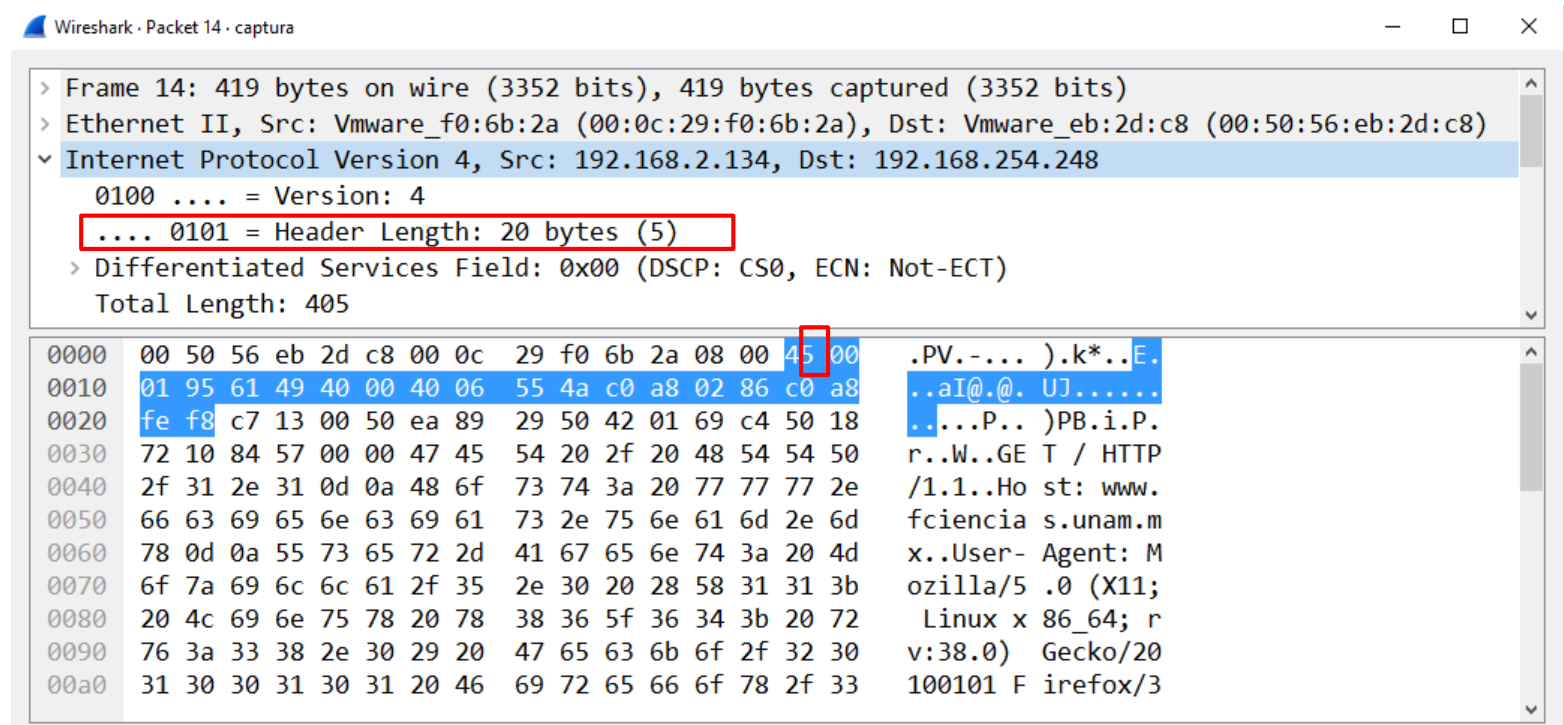 Wireshark · Packet 14 · captura
Frame 14: 419 bytes on wire (3352 bits), 419 bytes captured (3352 bits)
Ethernet II, Src: Vmware_f0:6b:2a (00:0c:29:f0:6b:2a), Dst: Vmware_eb:2d:c8 (00:50:56:eb:2d:c8)
Internet Protocol Version 4, Src: 192.168.2.134, Dst: 192.168.254.248
0100 .... = Version: 4
.... 0101 = Header Length: 20 bytes (5)
Differentiated Services Field: 0x00 (DSCP: CS0, ECN: Not-ECT)
Total Length: 405
0000 00 50 56 eb 2d c8 00 0c 29 f0 6b 2a 08 00 45 00 .PV.-... ).k*..E.
0010 01 95 61 49 40 00 40 06 55 4a c0 a8 02 86 c0 a8 ..aI@.@. UJ......
0020 fe f8 c7 13 00 50 ea 89 29 50 42 01 69 c4 50 18 .....P.. )PB.i.P.
0030 72 10 84 57 00 00 47 45 54 20 2f 20 48 54 54 50 r..W..GE T / HTTP
0040 2f 31 2e 31 0d 0a 48 6f 73 74 3a 20 77 77 77 2e /1.1..Ho st: www.
0050 66 63 69 65 6e 63 69 61 73 2e 75 6e 61 6d 2e 6d fciencia s.unam.m
0060 78 0d 0a 55 73 65 72 2d 41 67 65 6e 74 3a 20 4d x..User- Agent: M
0070 6f 7a 69 6c 6c 61 2f 35 2e 30 20 28 58 31 31 3b ozilla/5 .0 (X11;
0080 20 4c 69 6e 75 78 20 78 38 36 5f 36 34 3b 20 72 Linux x 86_64; r
0090 76 3a 33 38 2e 30 29 20 47 65 63 6b 6f 2f 32 30 v:38.0) Gecko/20
00a0 31 30 30 31 30 31 20 46 69 72 65 66 6f 78 2f 33 100101 F irefox/3